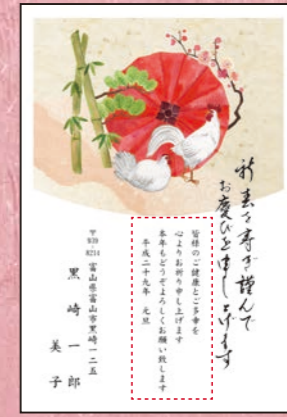 新春を寿ぎ謹んで
お慶びを申し上げます
皆様のご健康とご多幸を
心よりお祈り申し上げます
本年もどうぞよろしくお願い致します
平成二十九年 元旦
〒939-8214 富山県富山市黒崎一二五
黒崎 一郎
美子